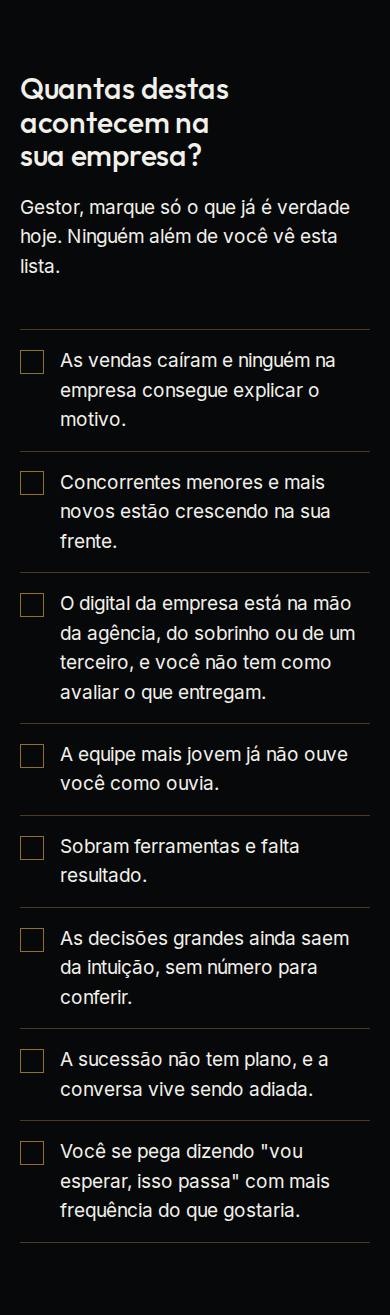 Quantas destas
acontecem na
sua empresa?
Gestor, marque só o que já é verdade
hoje. Ninguém além de você vê esta
lista.
As vendas caíram e ninguém na
empresa consegue explicar o
motivo.
Concorrentes menores e mais
novos estão crescendo na sua
frente.
O digital da empresa está na mão
da agência, do sobrinho ou de um
terceiro, e você não tem como
avaliar o que entregam.
A equipe mais jovem já não ouve
você como ouvia.
Sobram ferramentas e falta
resultado.
As decisões grandes ainda saem
da intuição, sem número para
conferir.
A sucessão não tem plano, e a
conversa vive sendo adiada.
Você se pega dizendo "vou
esperar, isso passa" com mais
frequência do que gostaria.